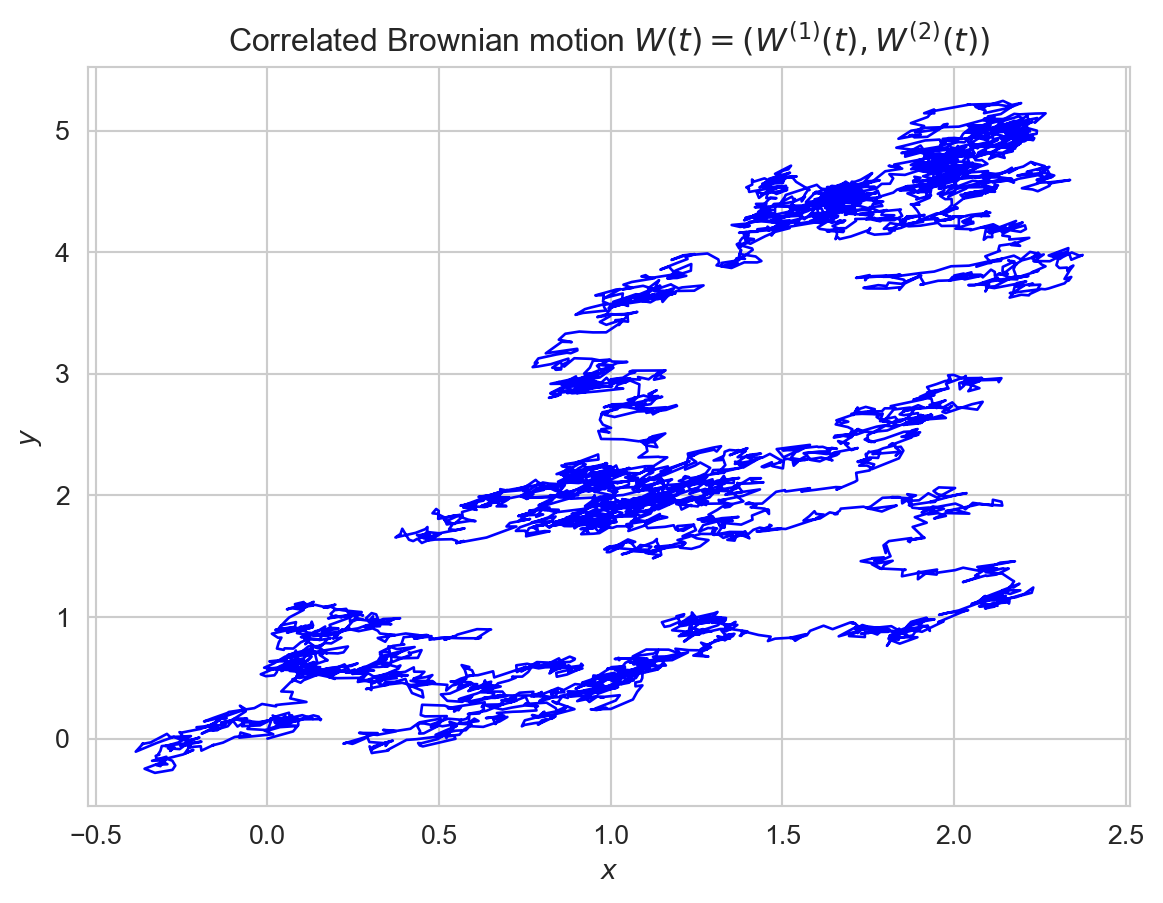 Correlated Brownian motion W(t) = (W^{(1)}(t), W^{(2)}(t))
5
4
3
2
1
0
y
−0.5 0.0 0.5 1.0 1.5 2.0 2.5
x